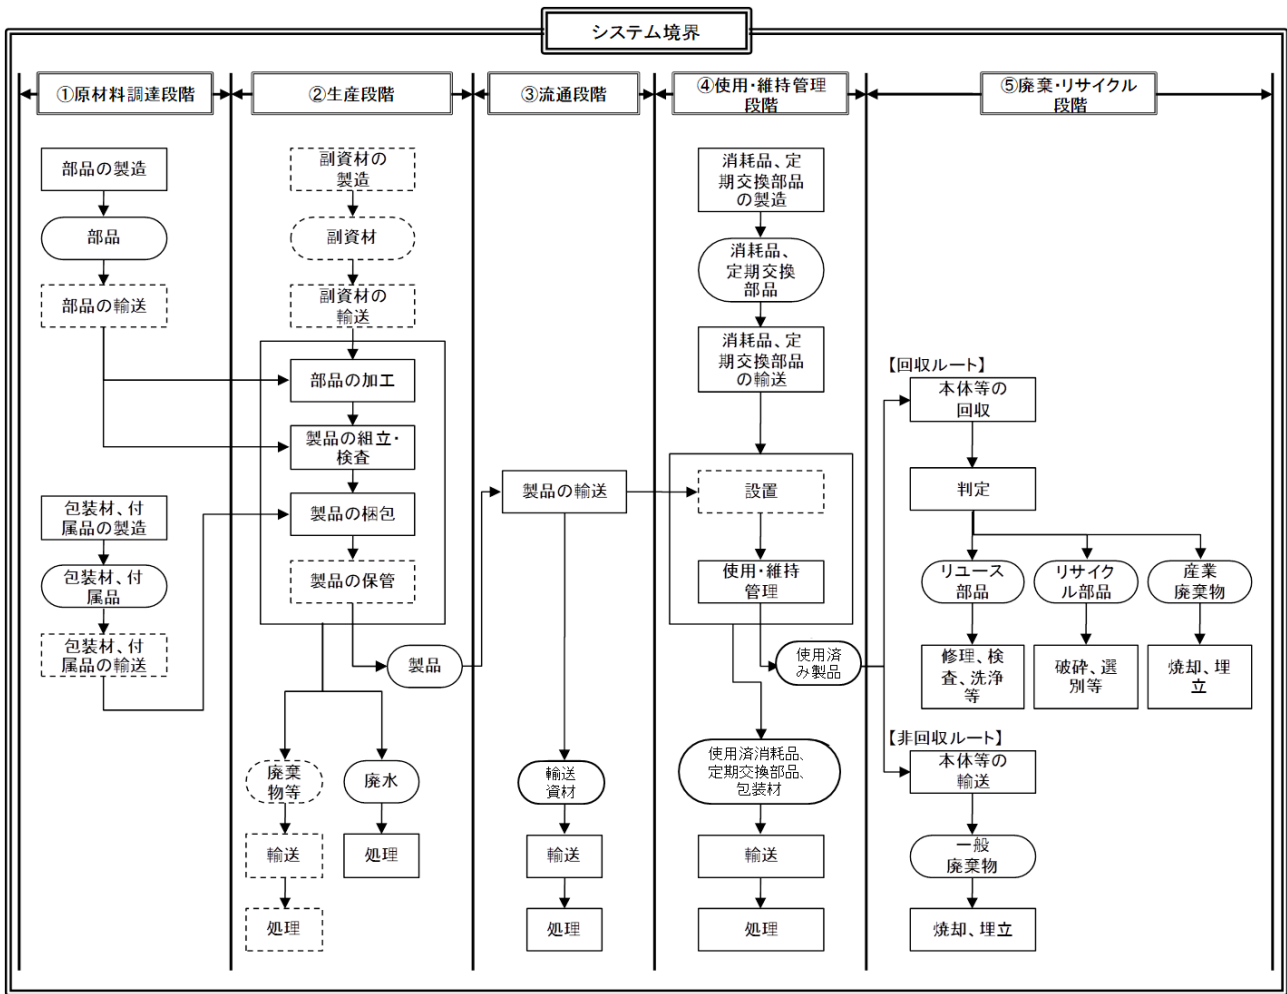 システム境界
①原材料調達段階
②生産段階
③流通段階
④使用・維持管理
段階
⑤廃棄・リサイクル
段階
部品の製造
部品
部品の輸送
包装材、付
属品の製造
包装材、付
属品
包装材、付
属品の輸送
副資材の
製造
副資材
副資材の
輸送
部品の加工
製品の組立・
検査
製品の梱包
製品の保管
製品
廃棄
物等
輸送
処理
廃水
処理
製品の輸送
輸送
資材
輸送
処理
消耗品、定
期交換部品
の製造
消耗品、
定期交換
部品
消耗品、定
期交換部品
の輸送
設置
使用・維持
管理
使用済
み製品
使用済消耗品、
定期交換部品、
包装材
輸送
処理
【回収ルート】
本体等の
回収
判定
リユース
部品
リサイク
ル部品
産業
廃棄物
修理、検
査、洗浄
等
破砕、選
別等
焼却、埋
立
【非回収ルート】
本体等の
輸送
一般
廃棄物
焼却、埋立